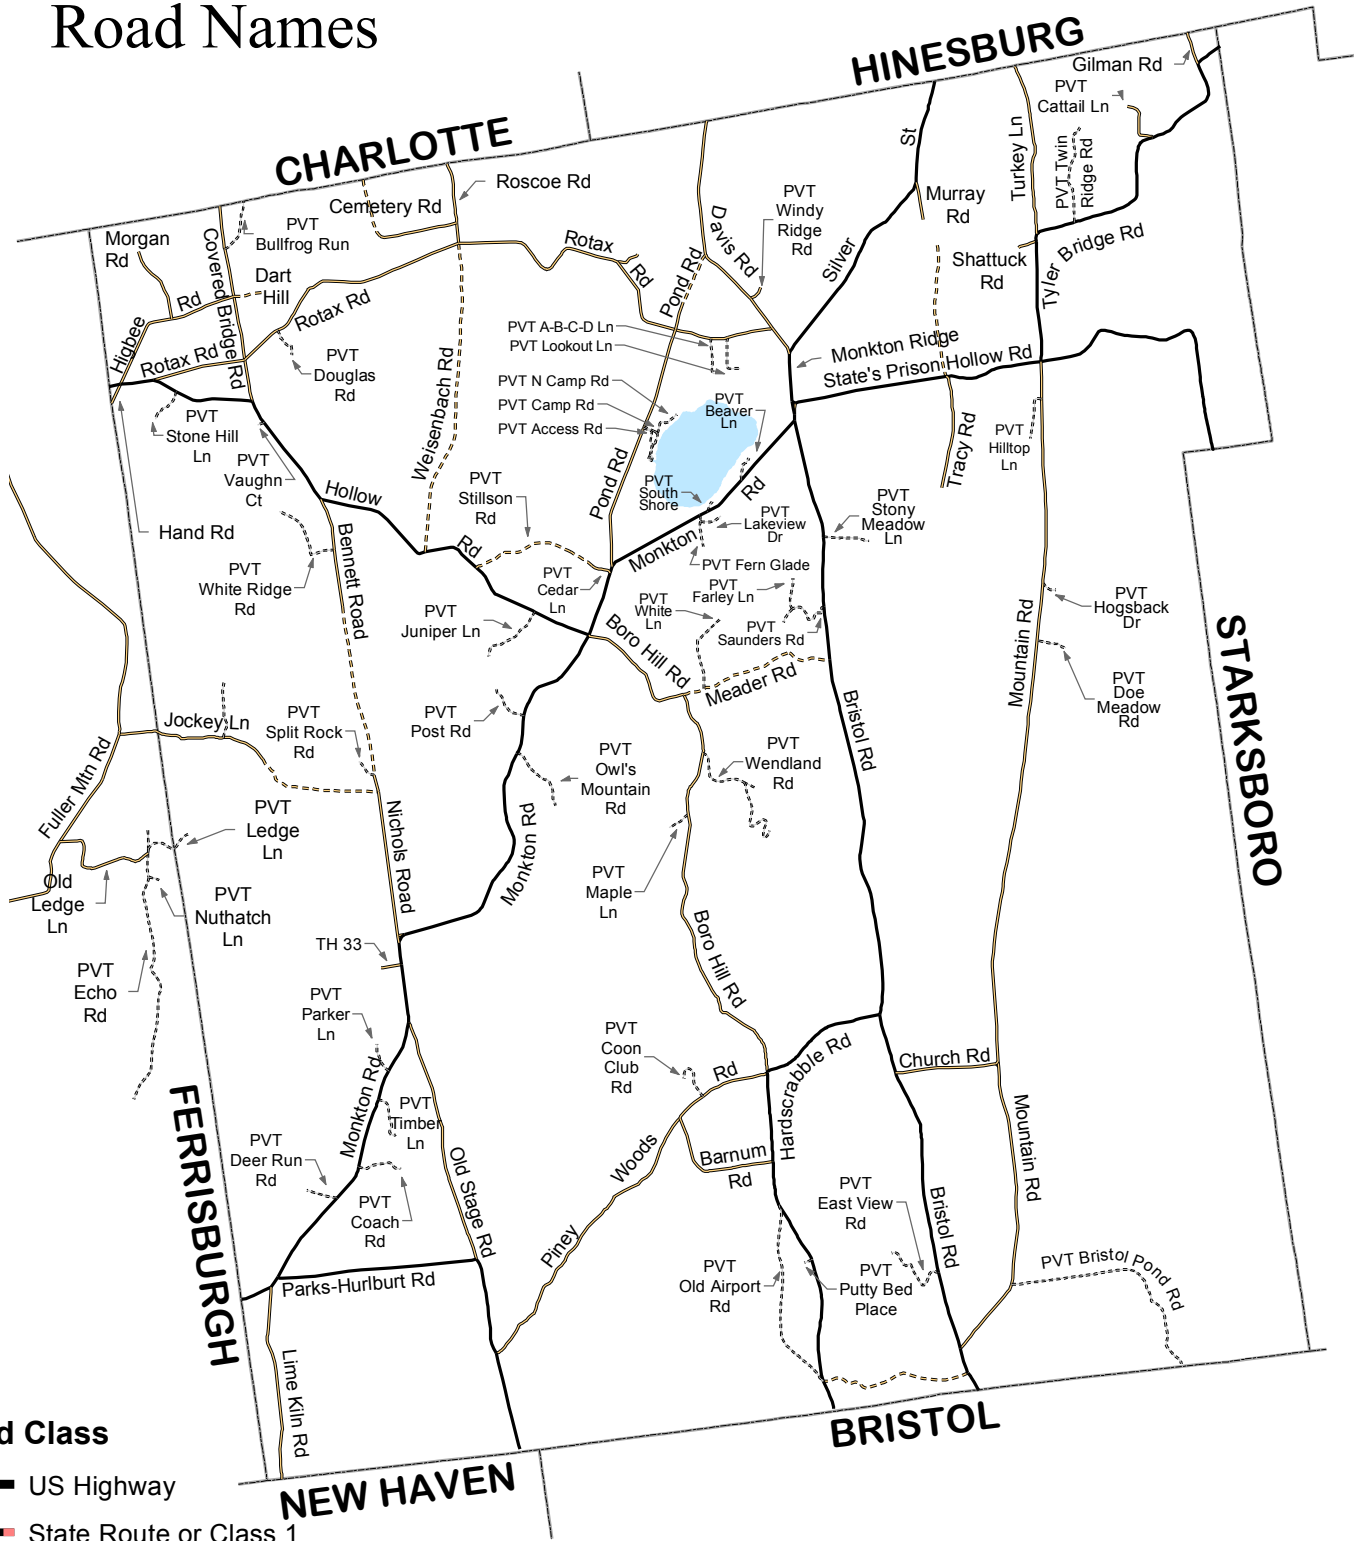 Road Names
HINESBURG
CHARLOTTE
STARKSBORO
FERRISBURGH
BRISTOL
NEW HAVEN
Gilman Rd
PVT
Cattail Ln
PVT Twin
Ridge Rd
Turkey Ln
St
Silver
Murray
Rd
Shattuck
Rd
Tyler Bridge Rd
Roscoe Rd
Cemetery Rd
PVT
Bullfrog Run
Morgan
Rd
Covered Bridge Rd
Dart
Hill
Higbee
Rd
Rotax Rd
Rotax Rd
Rotax
Rd
PVT
Douglas
Rd
Davis Rd
PVT
Windy
Ridge
Rd
Pond Rd
PVT A-B-C-D Ln
PVT Lookout Ln
PVT N Camp Rd
PVT Camp Rd
PVT Access Rd
Pond Rd
PVT
Beaver
Ln
Monkton Ridge
State's Prison Hollow Rd
Tracy Rd
PVT
Hilltop
Ln
PVT
Stone Hill
Ln
PVT
Vaughn
Ct
Hand Rd
Hollow
Rd
Weisenbach Rd
PVT
Stillson
Rd
PVT
South
Shore
Monkton
Rd
PVT
Lakeview
Dr
PVT
Stony
Meadow
Ln
PVT Fern Glade
PVT
Farley Ln
PVT
White
Ln
PVT
Saunders Rd
PVT
Cedar
Ln
PVT
Juniper Ln
PVT
White Ridge
Rd
Bennett Road
Boro Hill Rd
Meader Rd
Mountain Rd
PVT
Hogsback
Dr
PVT
Doe
Meadow
Rd
Bristol Rd
Jockey Ln
PVT
Split Rock
Rd
PVT
Post Rd
PVT
Owl's
Mountain
Rd
PVT
Wendland
Rd
Fuller Mtn Rd
PVT
Ledge
Ln
Nichols Road
Monkton Rd
PVT
Maple
Ln
Old
Ledge
Ln
PVT
Nuthatch
Ln
PVT
Echo
Rd
TH 33
Boro Hill Rd
PVT
Parker
Ln
PVT
Coon
Club
Rd
Rd
Hardscrabble Rd
Church Rd
Monkton Rd
PVT
Timber
Ln
PVT
Deer Run
Rd
PVT
Coach
Rd
Old Stage Rd
Woods
Piney
Barnum
Rd
Mountain Rd
PVT
East View
Rd
Bristol Rd
PVT
Old Airport
Rd
PVT
Putty Bed
Place
PVT Bristol Pond Rd
Parks-Hurlburt Rd
Lime Kiln Rd
d Class
US Highway
State Route or Class 1